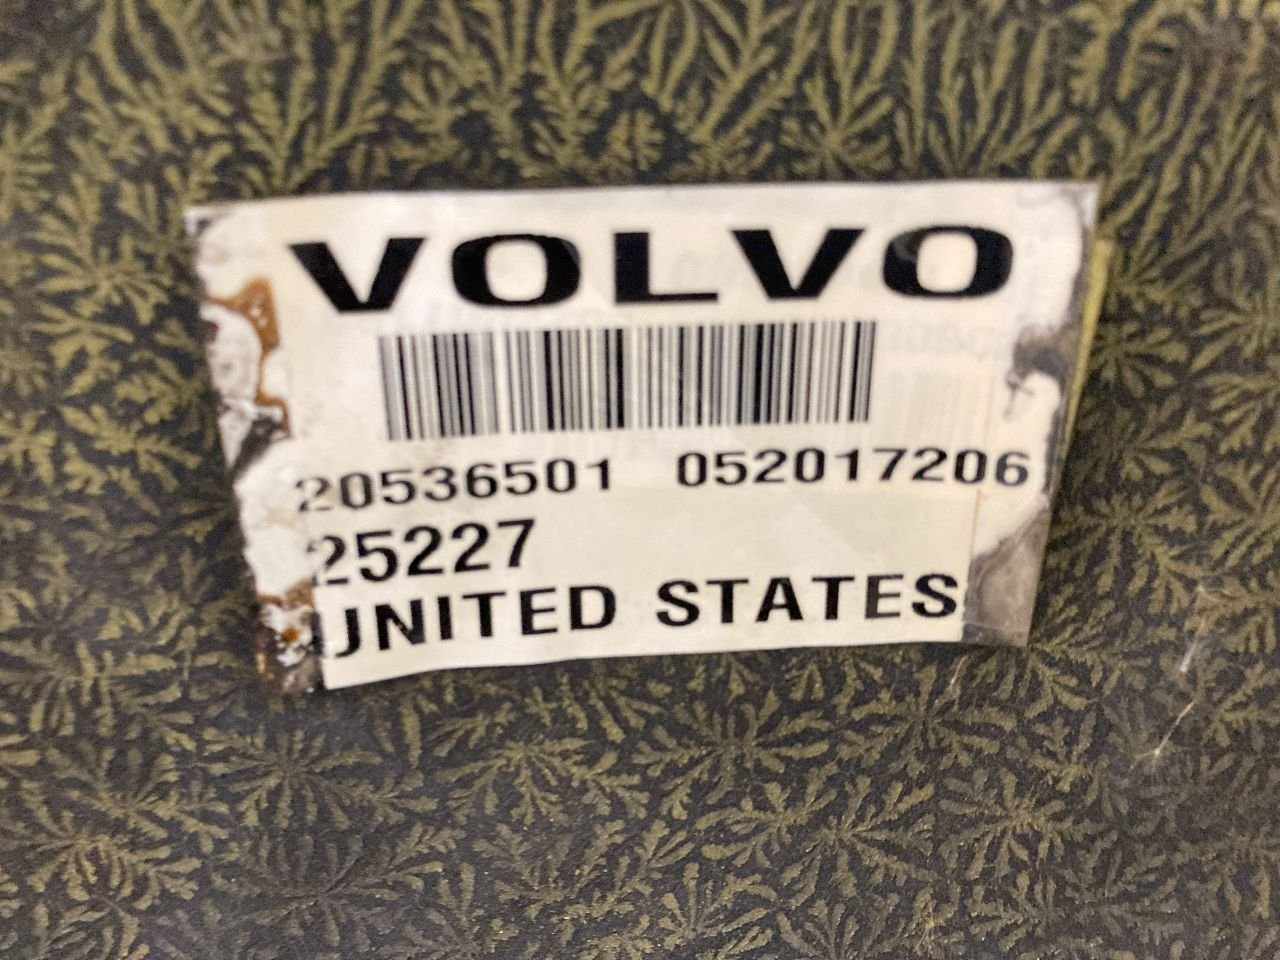 VOLVO
20536501 052017206
25227
UNITED STATES